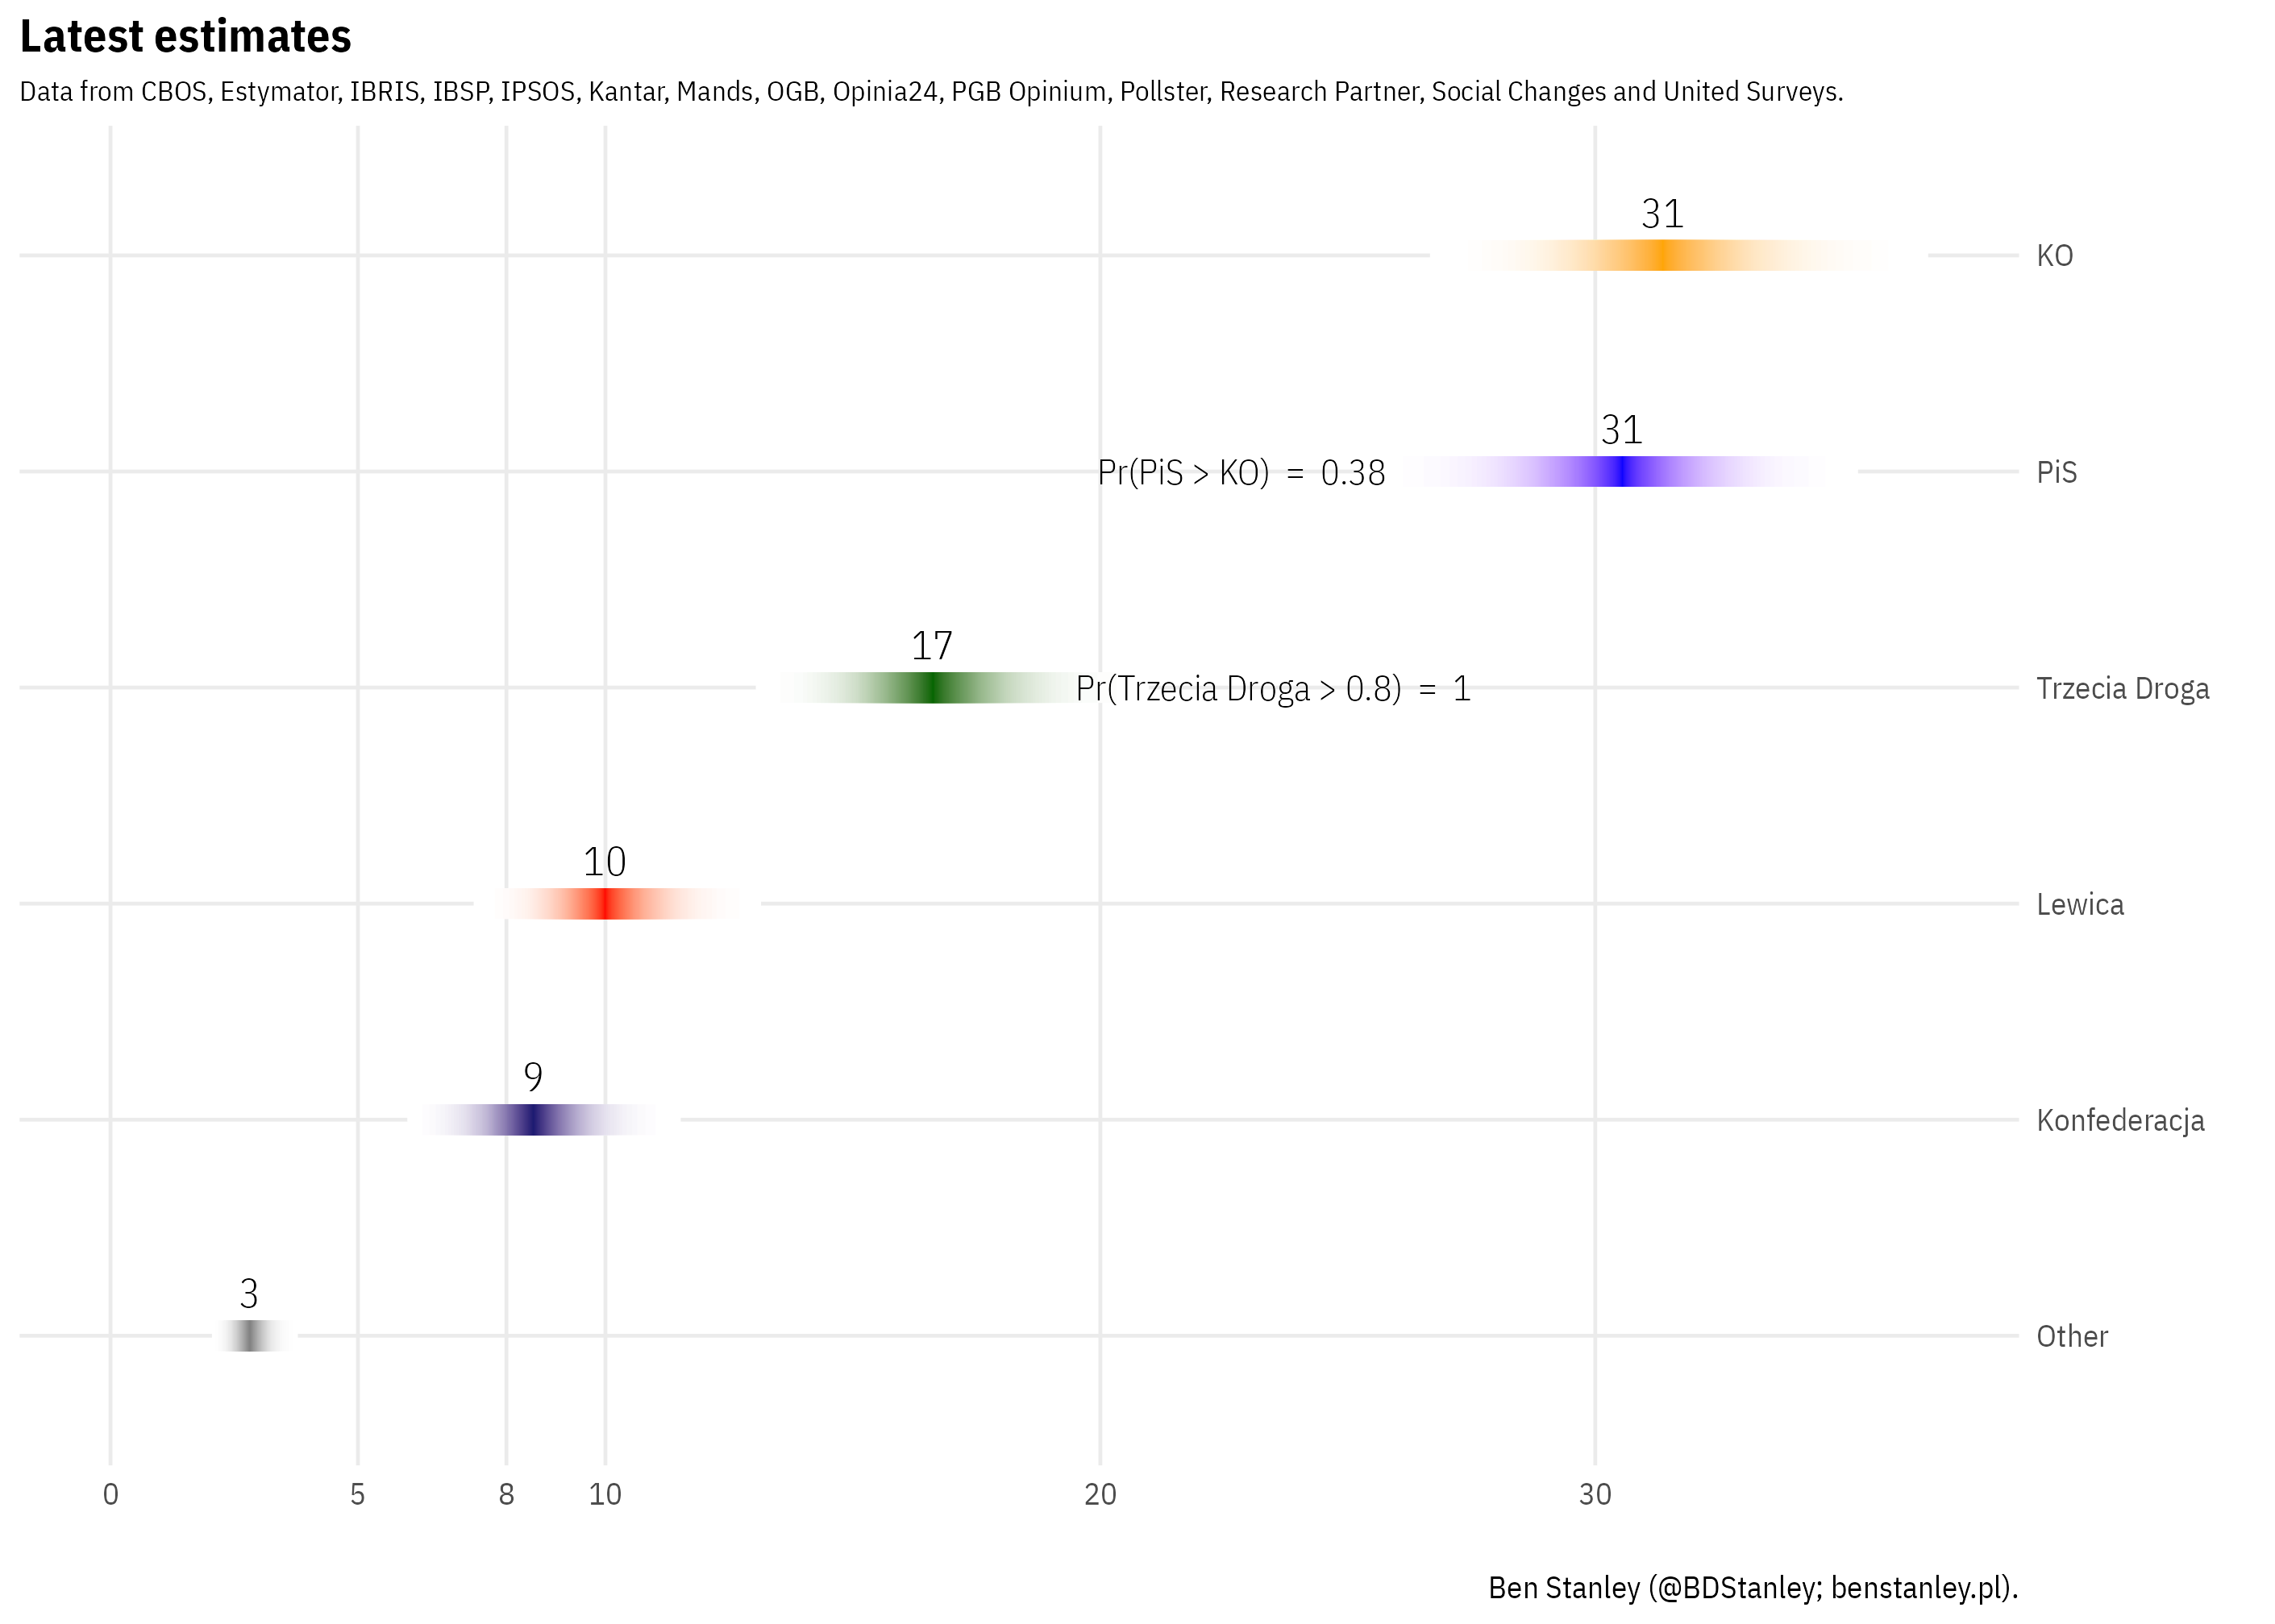 Latest estimates
Data from CBOS, Estymator, IBRIS, IBSP, IPSOS, Kantar, Mands, OGB, Opinia24, PGB Opinium, Pollster, Research Partner, Social Changes and United Surveys.
31
KO
31
Pr(PiS > KO) = 0.38
PiS
17
Pr(Trzecia Droga > 0.8) = 1
Trzecia Droga
10
Lewica
9
Konfederacja
3
Other
0 5 8 10 20 30
Ben Stanley (@BDStanley; benstanley.pl).